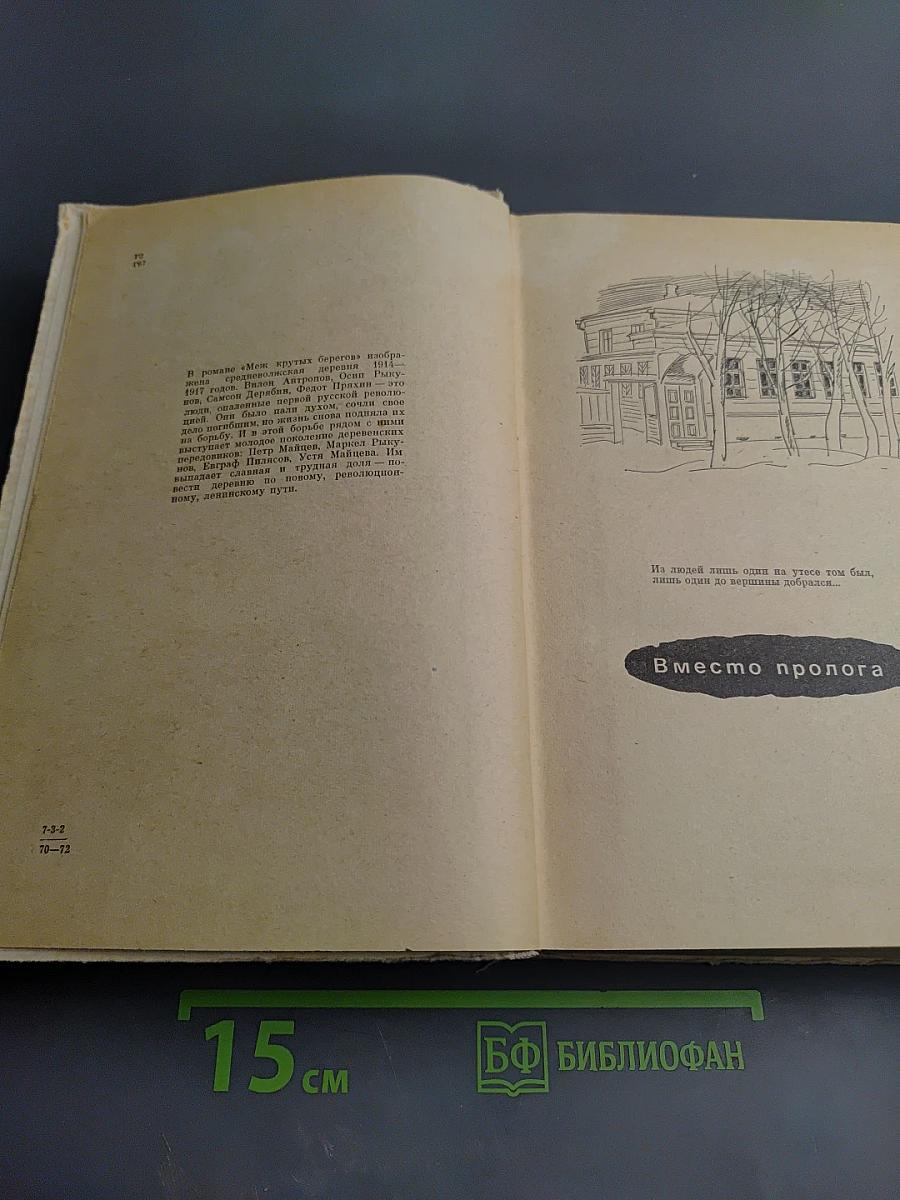 Р2
Г97
В романе «Меж крутых берегов» изобра-
жена средневолжская деревня 1914—
1917 годов. Вилон Антропов, Осип Рыку-
нов, Самсон Дерябин, Федот Пряхин — это
люди, опаленные первой русской револю-
цией. Они было пали духом, сочли свое
дело погибшим, но жизнь снова подняла их
на борьбу. И в этой борьбе рядом с ними
выступает молодое поколение деревенских
передовиков: Петр Майцев, Маркел Рыку-
нов, Евграф Пилясов, Устя Майцева. Им
выпадает славная и трудная доля — по-
вести деревню по новому, революцион-
ному, ленинскому пути.
7-3-2
70—72
Из людей лишь один на утесе том был,
лишь один до вершины добрался...
Вместо пролога
15 см
БФ БИБЛИОФАН